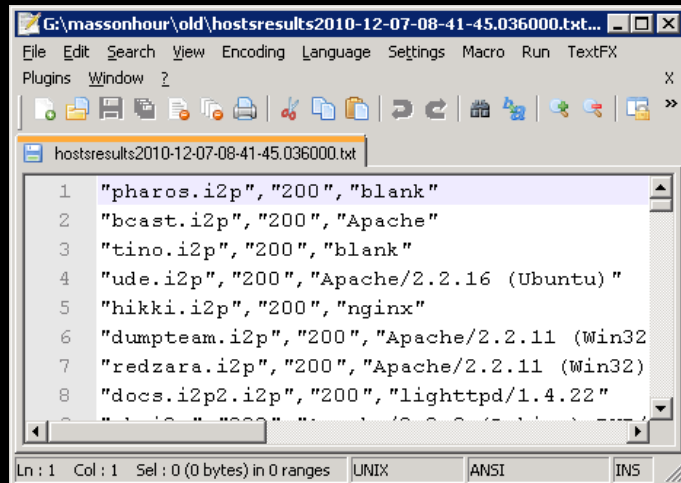 G:\massonhour\old\hostsresults2010-12-07-08-41-45.036000.txt...
File Edit Search View Encoding Language Settings Macro Run TextFX
Plugins Window ? X
hostsresults2010-12-07-08-41-45.036000.txt
1 "pharos.i2p","200","blank"
2 "bcast.i2p","200","Apache"
3 "tino.i2p","200","blank"
4 "ude.i2p","200","Apache/2.2.16 (Ubuntu)"
5 "hikki.i2p","200","nginx"
6 "dumpteam.i2p","200","Apache/2.2.11 (Win32
7 "redzara.i2p","200","Apache/2.2.11 (Win32)
8 "docs.i2p2.i2p","200","lighttpd/1.4.22"
Ln : 1 Col : 1 Sel : 0 (0 bytes) in 0 ranges UNIX ANSI INS